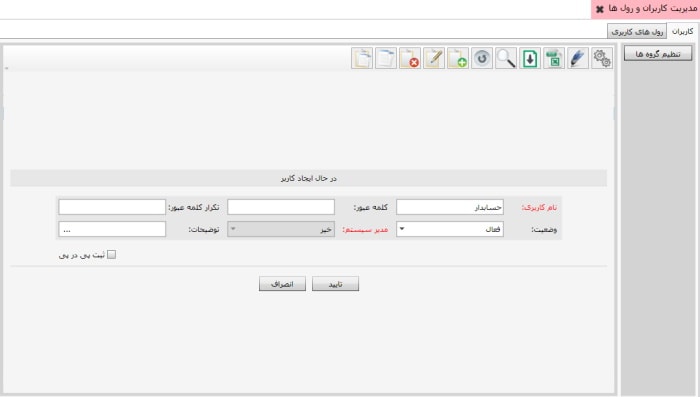 مدیریت کاربران و رول ها
کاربران رول های کاربری
تنظیم گروه ها
در حال ایجاد کاربر
نام کاربری: حسابدار کلمه عبور: تکرار کلمه عبور:
وضعیت: فعال مدیر سیستم: خیر توضیحات: ...
ثبت پی در پی
تایید انصراف